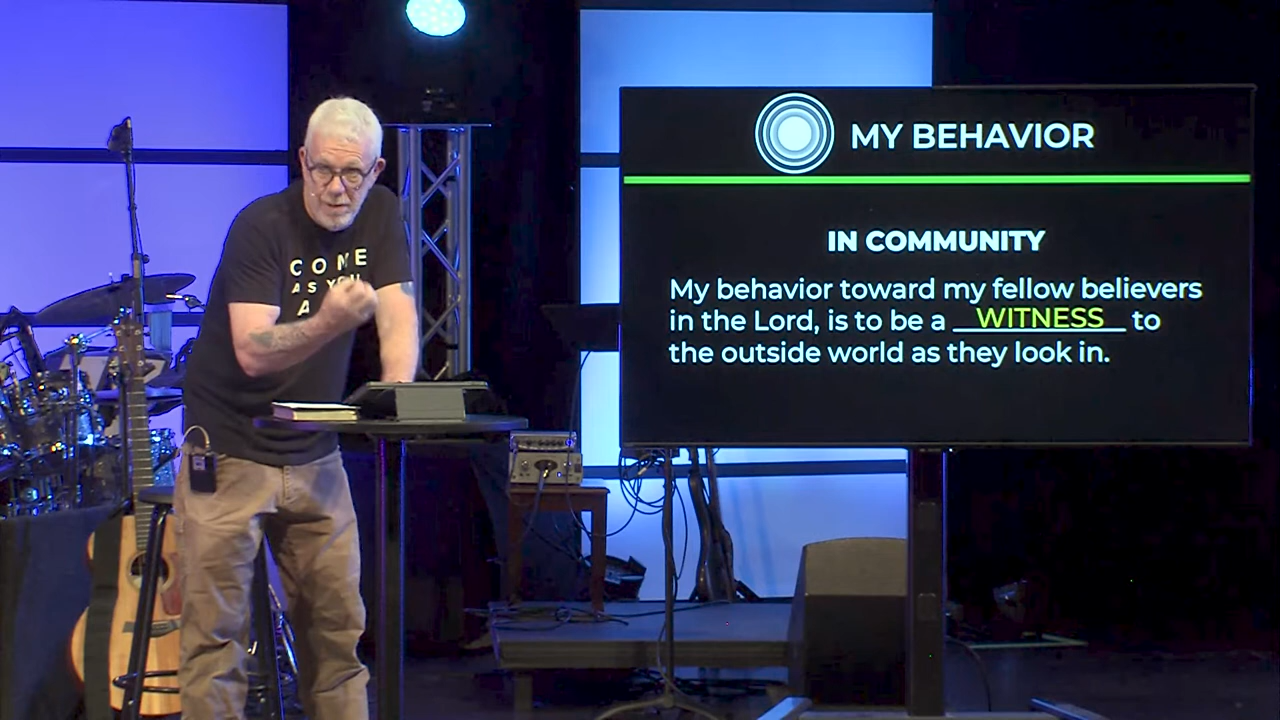 COME
AS YOU
A
MY BEHAVIOR
IN COMMUNITY
My behavior toward my fellow believers
in the Lord, is to be a WITNESS to
the outside world as they look in.